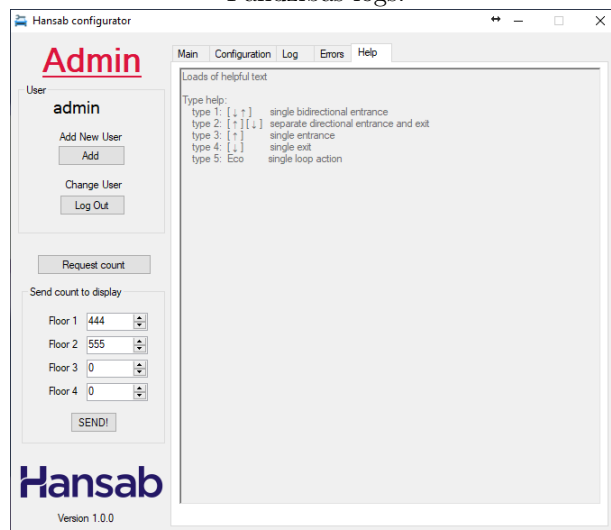 Hansab configurator
Admin
User
admin
Add New User
Add
Change User
Log Out
Request count
Send count to display
Floor 1 444
Floor 2 555
Floor 3 0
Floor 4 0
SEND!
Hansab
Version 1.0.0
Main Configuration Log Errors Help
Loads of helpful text
Type help:
type 1: [↓↑] single bidirectional entrance
type 2: [↑][↓] separate directional entrance and exit
type 3: [↑] single entrance
type 4: [↓] single exit
type 5: Eco single loop action